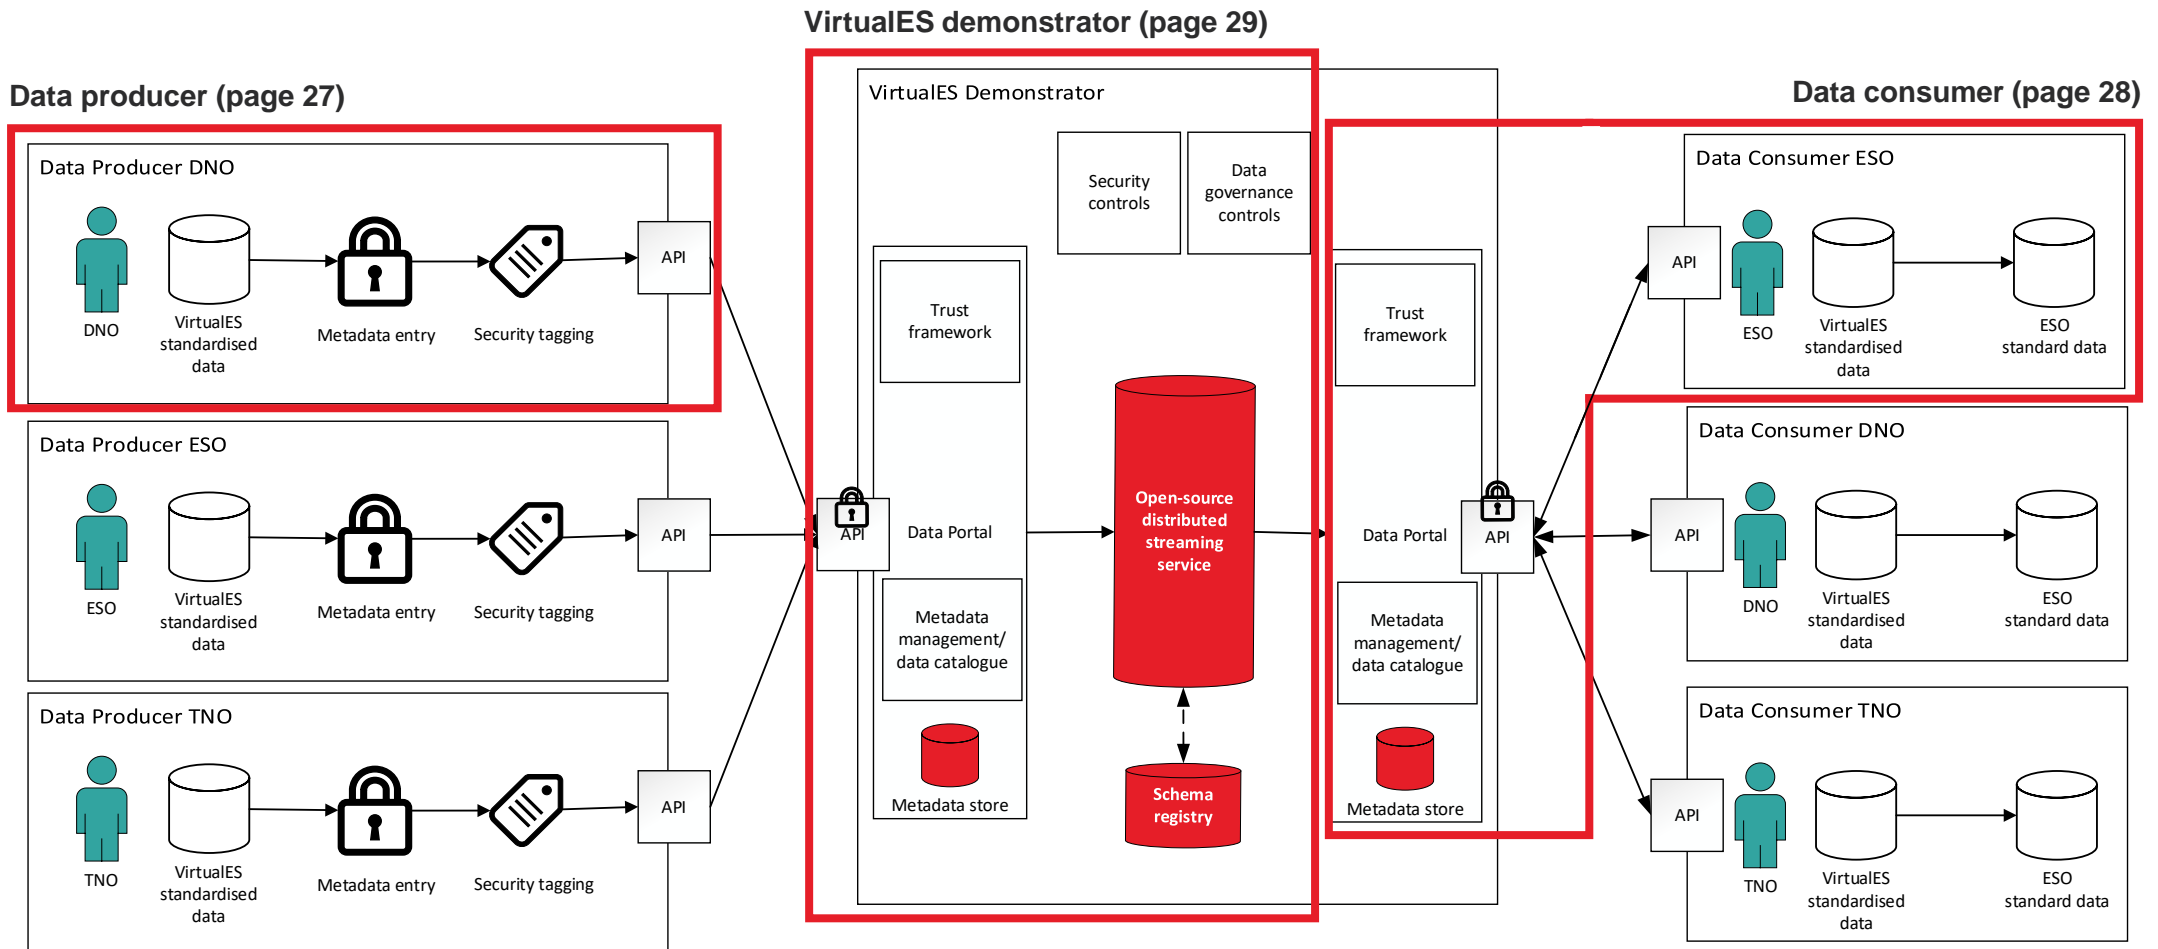 VirtualES demonstrator (page 29)
Data producer (page 27)
Data consumer (page 28)
Data Producer DNO
DNO
VirtualES
standardised
data
Metadata entry
Security tagging
API
Data Producer ESO
ESO
VirtualES
standardised
data
Metadata entry
Security tagging
API
Data Producer TNO
TNO
VirtualES
standardised
data
Metadata entry
Security tagging
API
VirtualES Demonstrator
Security
controls
Data
governance
controls
API
Trust
framework
Data Portal
Metadata
management/
data catalogue
Metadata store
Open-source
distributed
streaming
service
Schema
registry
Trust
framework
Data Portal
Metadata
management/
data catalogue
Metadata store
API
Data Consumer ESO
API
ESO
VirtualES
standardised
data
ESO
standard data
Data Consumer DNO
API
DNO
VirtualES
standardised
data
ESO
standard data
Data Consumer TNO
API
TNO
VirtualES
standardised
data
ESO
standard data